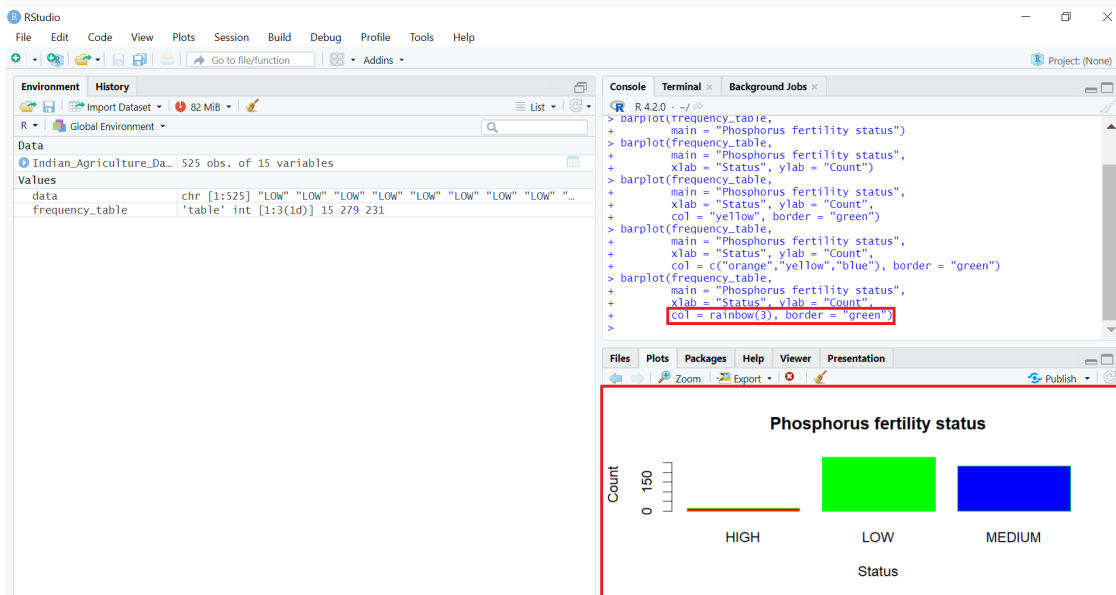 RStudio
File Edit Code View Plots Session Build Debug Profile Tools Help
Go to file/function Addins Project: (None)
Environment History
Import Dataset 82 MiB List
R Global Environment
Data
Indian_Agriculture_Da… 525 obs. of 15 variables
Values
data chr [1:525] "LOW" "LOW" "LOW" "LOW" "LOW" "LOW" "LOW" "LOW" "…
frequency_table 'table' int [1:3(1d)] 15 279 231
Console Terminal Background Jobs
R 4.2.0 · ~/
> barplot(frequency_table,
+ main = "Phosphorus fertility status")
> barplot(frequency_table,
+ main = "Phosphorus fertility status",
+ xlab = "Status", ylab = "Count")
> barplot(frequency_table,
+ main = "Phosphorus fertility status",
+ xlab = "Status", ylab = "Count",
+ col = "yellow", border = "green")
> barplot(frequency_table,
+ main = "Phosphorus fertility status",
+ xlab = "Status", ylab = "Count",
+ col = c("orange","yellow","blue"), border = "green")
> barplot(frequency_table,
+ main = "Phosphorus fertility status",
+ xlab = "Status", ylab = "Count",
+ col = rainbow(3), border = "green")
>
Files Plots Packages Help Viewer Presentation
Zoom Export Publish
Phosphorus fertility status
Count
0 150
HIGH LOW MEDIUM
Status